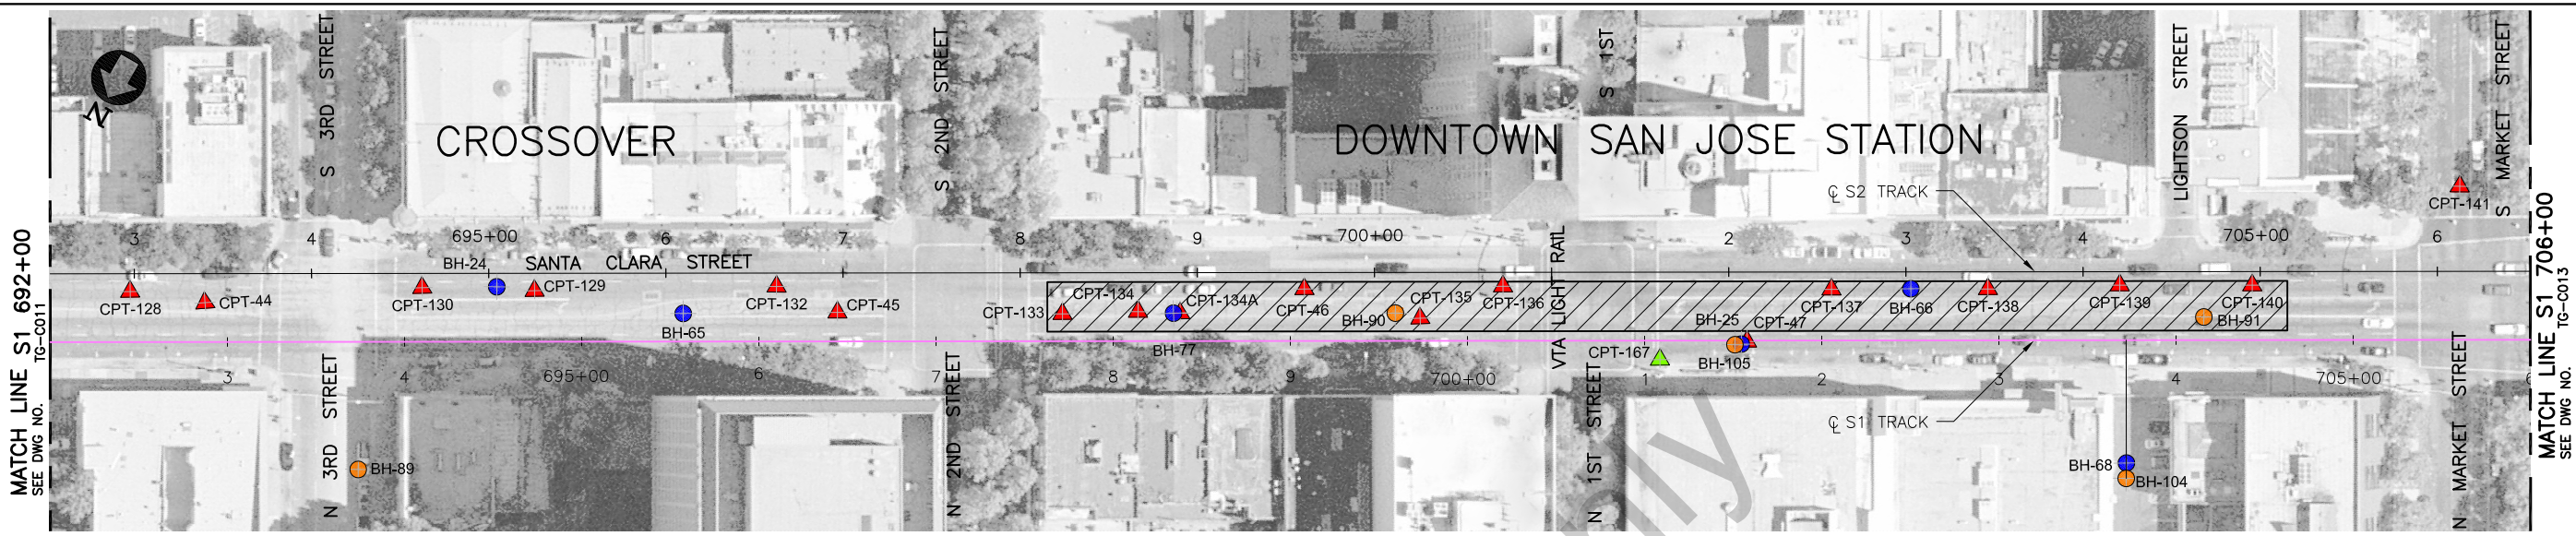 MATCH LINE S1 692+00
SEE DWG NO. TG-C011
N
S 3RD STREET
CROSSOVER
S 2ND STREET
DOWNTOWN SAN JOSE STATION
S 1ST
LIGHTSON STREET
S MARKET STREET
℄ S2 TRACK
CPT-141
3 4 695+00 6 7 8 9 700+00 2 3 4 705+00 6
BH-24
SANTA CLARA STREET
VTA LIGHT RAIL
CPT-128
CPT-44
CPT-130
CPT-129
BH-65
CPT-132
CPT-45
CPT-133
CPT-134
CPT-134A
BH-77
CPT-46
BH-90
CPT-135
CPT-136
BH-25
CPT-47
CPT-137
BH-66
CPT-138
CPT-139
CPT-140
BH-91
CPT-167
BH-105
3 4 695+00 6 7 8 9 700+00 1 2 3 4 705+00
N 3RD STREET
BH-89
N 2ND STREET
N 1ST STREET
℄ S1 TRACK
BH-68
BH-104
N MARKET STREET
MATCH LINE S1 706+00
SEE DWG NO. TG-C013